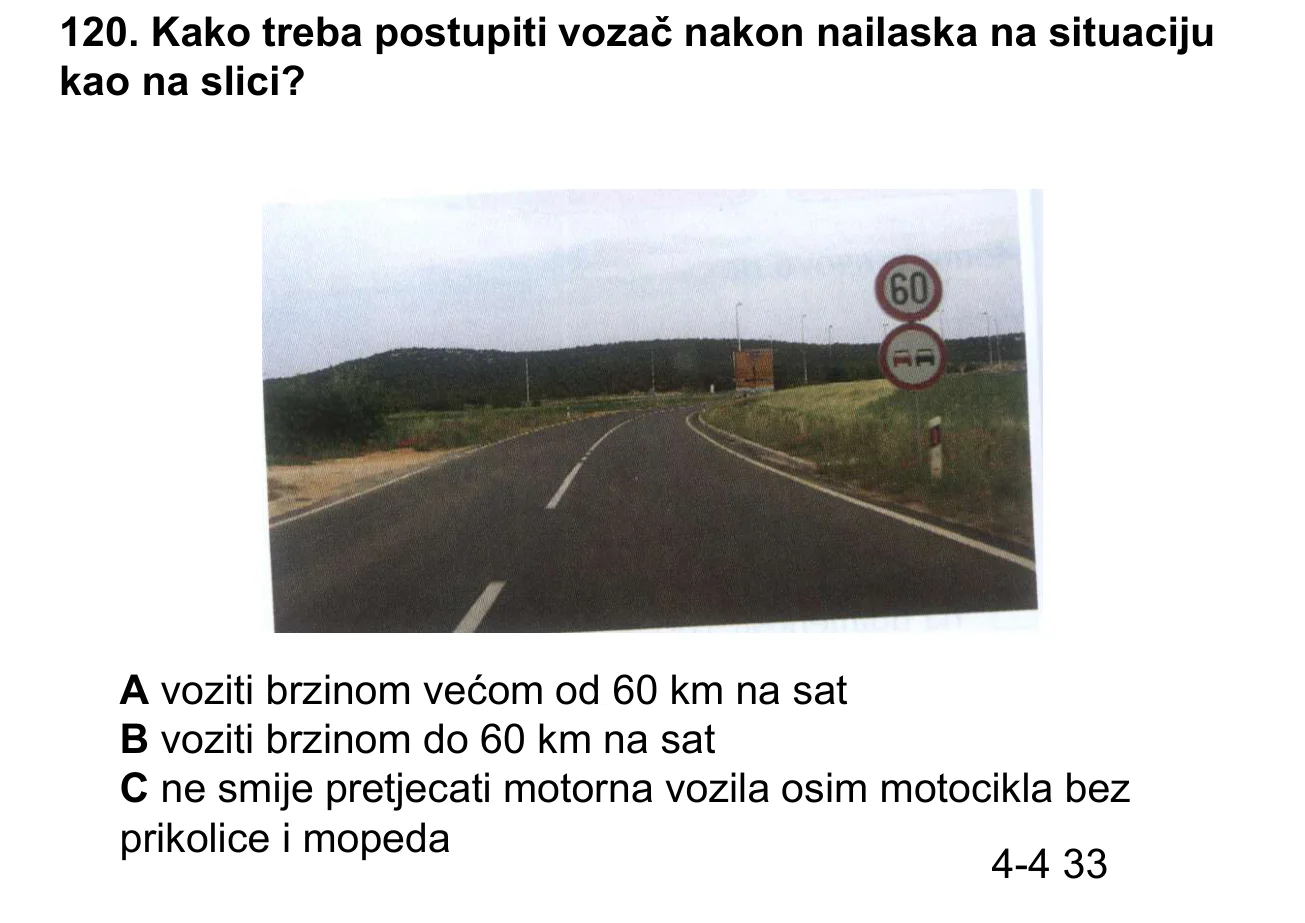 120. Kako treba postupiti vozač nakon nailaska na situaciju
kao na slici?
60
A voziti brzinom većom od 60 km na sat
B voziti brzinom do 60 km na sat
C ne smije pretjecati motorna vozila osim motocikla bez
prikolice i mopeda
4-4 33